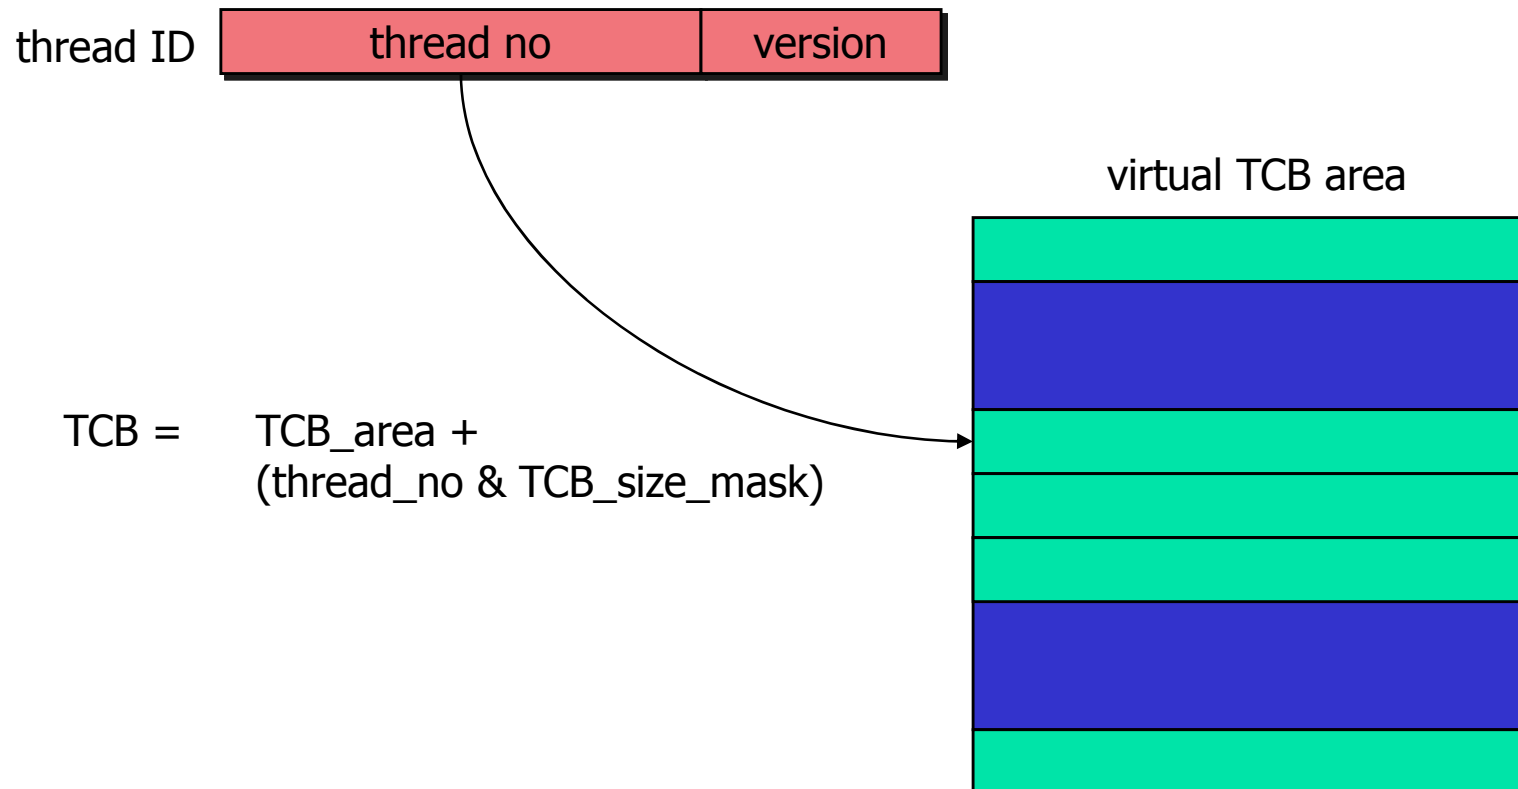 thread ID
thread no
version
virtual TCB area
TCB = TCB_area +
(thread_no & TCB_size_mask)